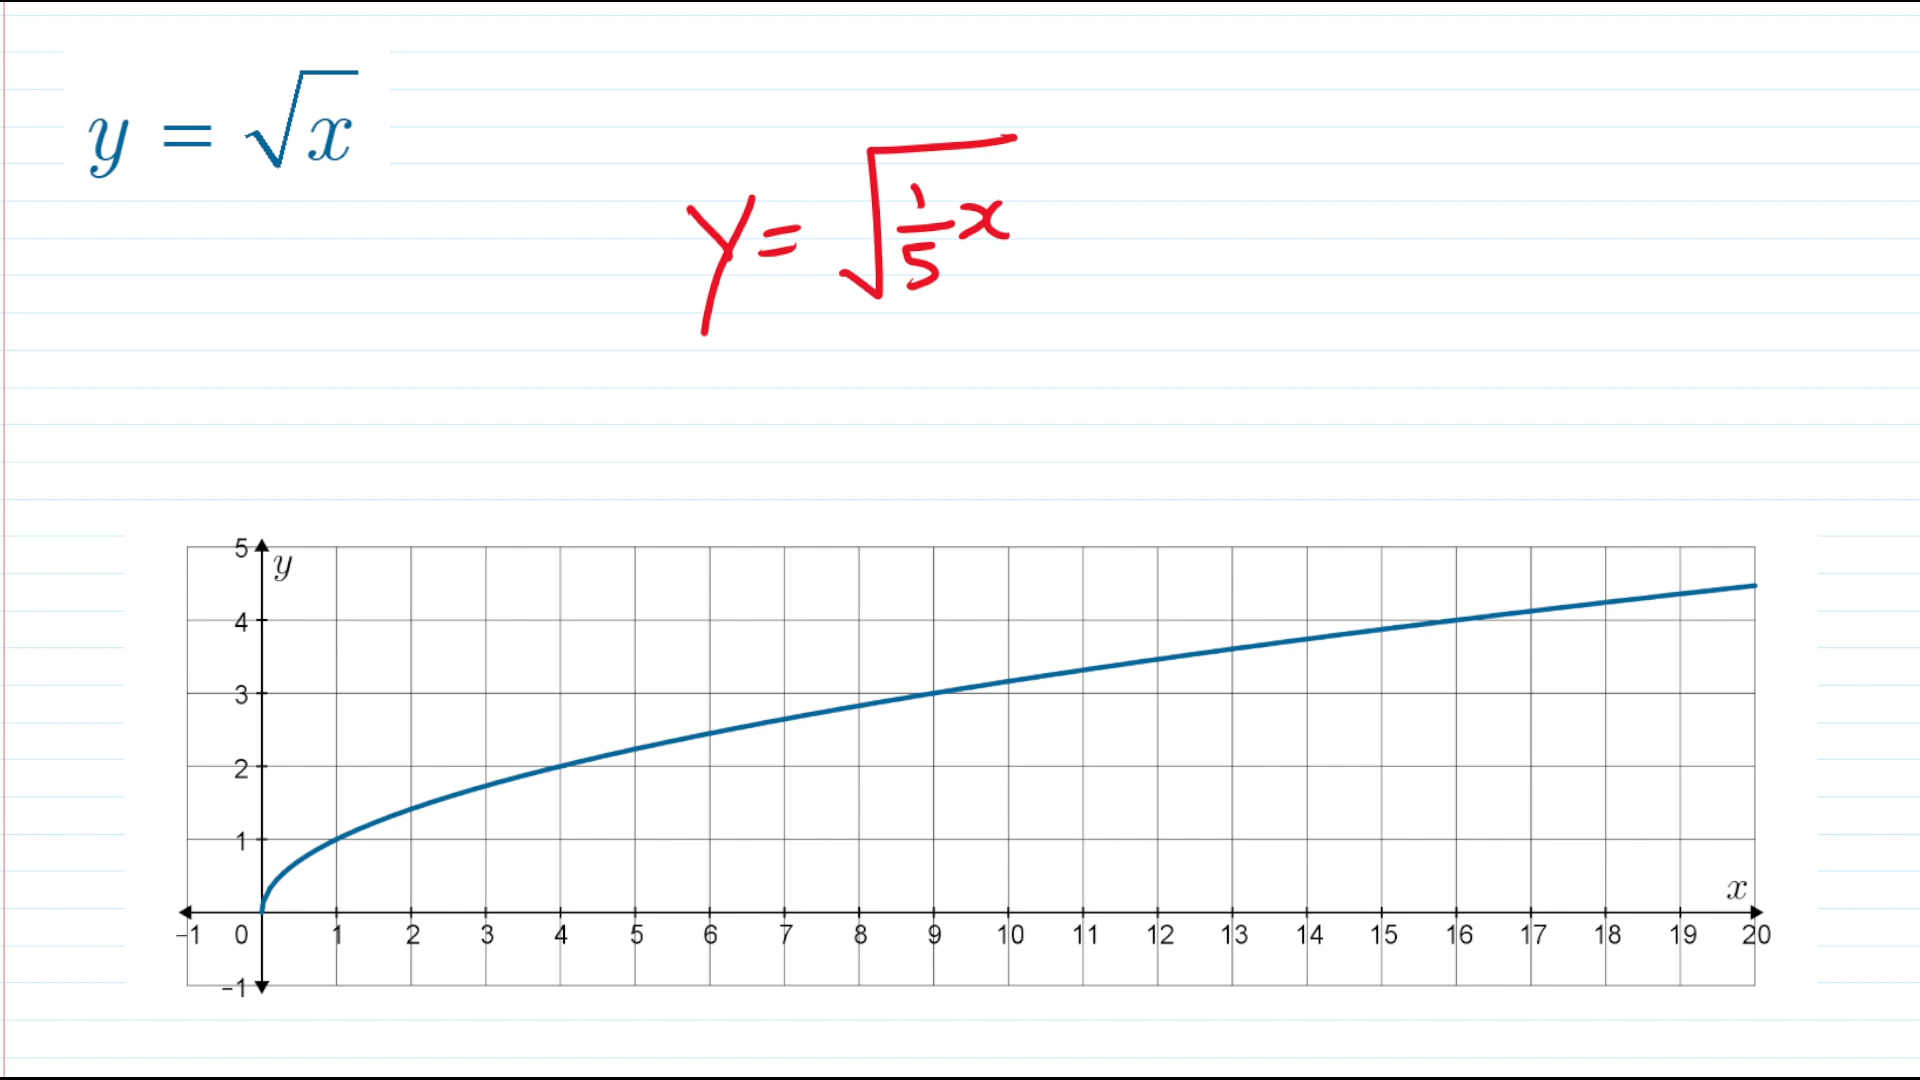 y = √x
y = √(1/5 x)
5 y
4
3
2
1
x
−1 0 1 2 3 4 5 6 7 8 9 10 11 12 13 14 15 16 17 18 19 20
−1